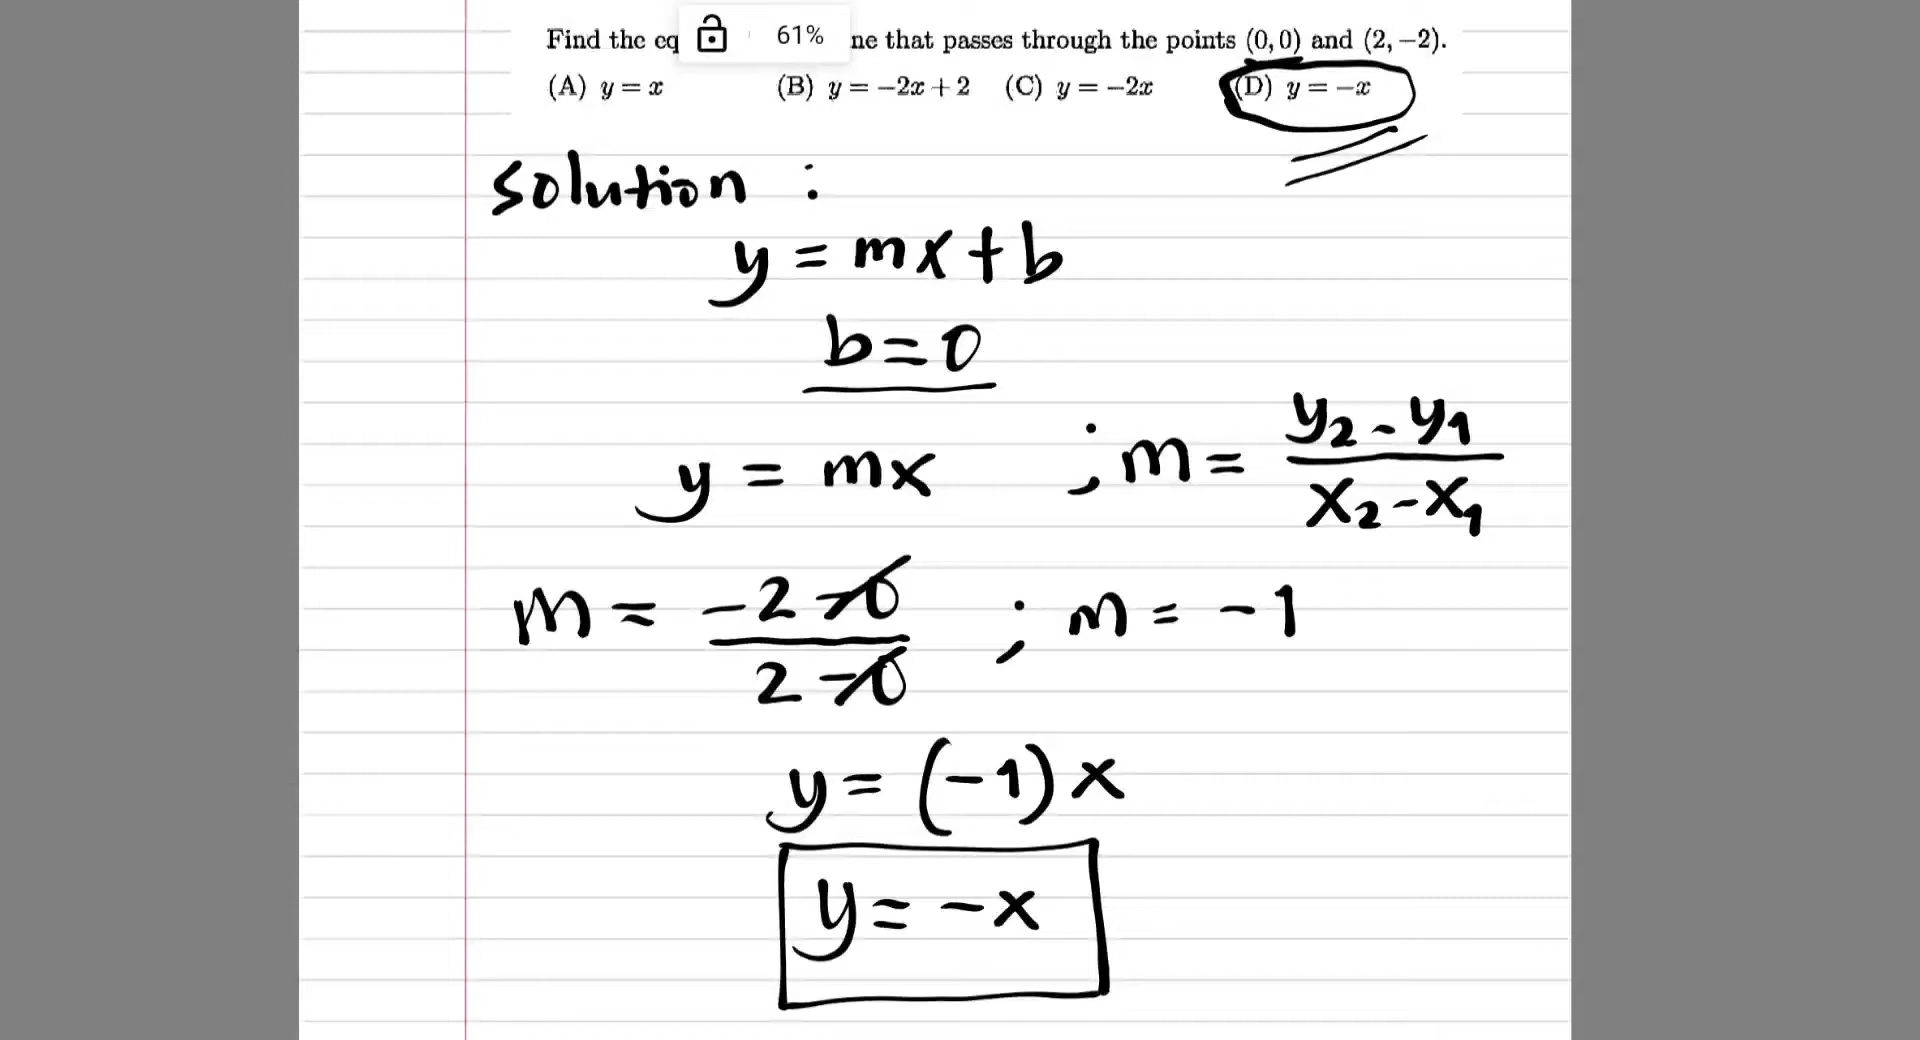 Find the eq 61% ne that passes through the points (0, 0) and (2, −2).
(A) y = x (B) y = −2x + 2 (C) y = −2x (D) y = −x
solution :
y = mx + b
b = 0
y = mx ; m = (y₂ - y₁)/(x₂ - x₁)
m = (-2 - 0)/(2 - 0) ; m = -1
y = (-1) x
y = -x